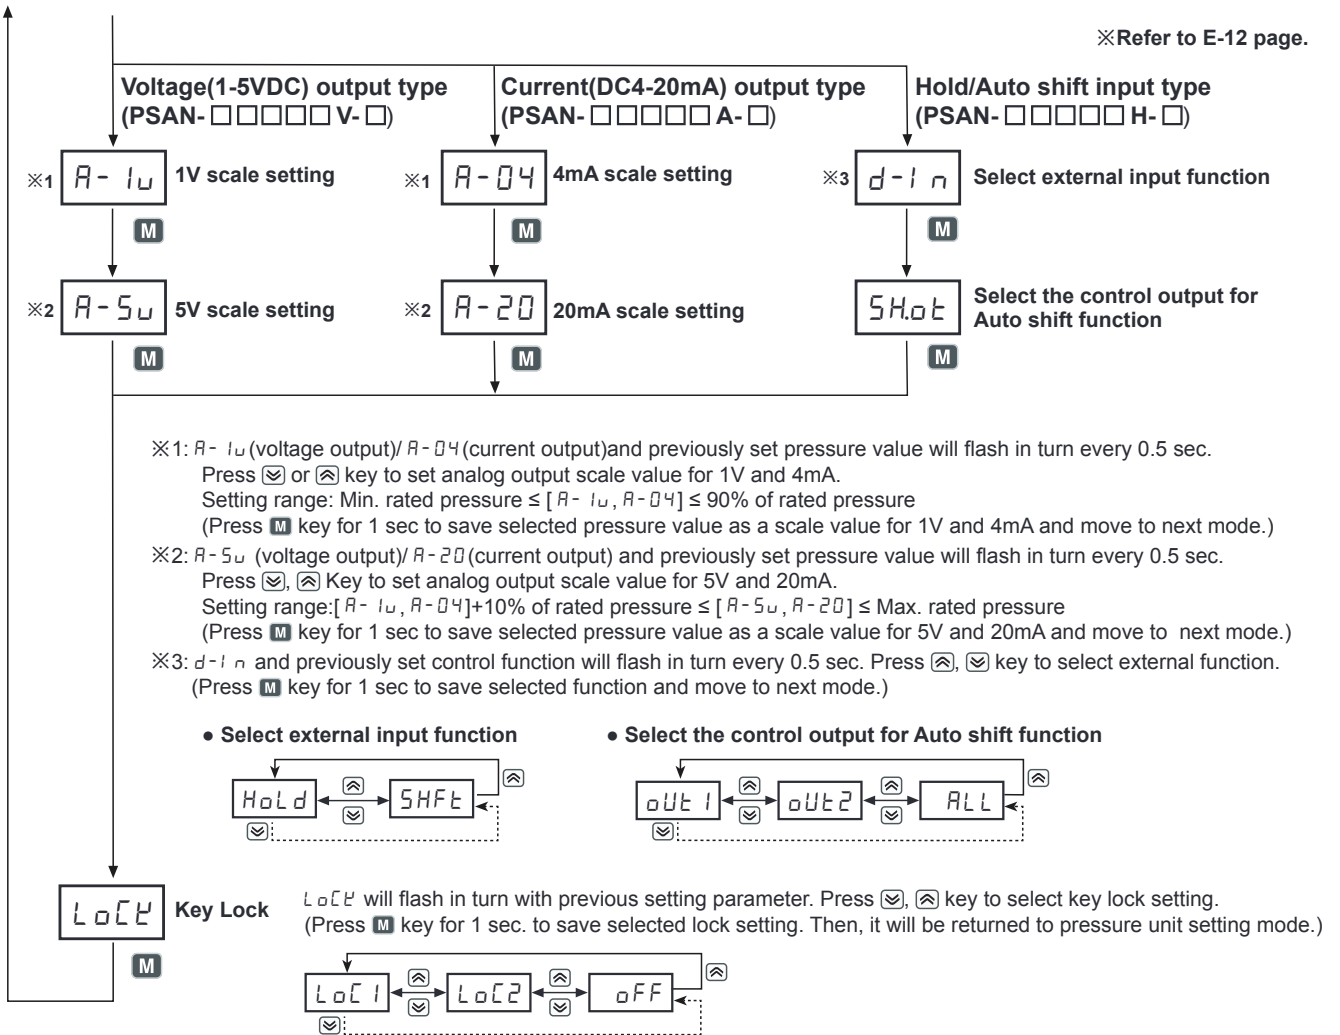 ※Refer to E-12 page.
Voltage(1-5VDC) output type
(PSAN- □□□□□ V- □)
Current(DC4-20mA) output type
(PSAN- □□□□□ A- □)
Hold/Auto shift input type
(PSAN- □□□□□ H- □)
※1 A-1v 1V scale setting
※1 A-04 4mA scale setting
※3 d-In Select external input function
M
M
M
※2 A-5v 5V scale setting
※2 A-20 20mA scale setting
SH.ot Select the control output for
Auto shift function
M
M
M
※1: A-1v (voltage output)/ A-04 (current output)and previously set pressure value will flash in turn every 0.5 sec.
Press or key to set analog output scale value for 1V and 4mA.
Setting range: Min. rated pressure ≤ [ A-1v, A-04 ] ≤ 90% of rated pressure
(Press M key for 1 sec to save selected pressure value as a scale value for 1V and 4mA and move to next mode.)
※2: A-5v (voltage output)/ A-20 (current output) and previously set pressure value will flash in turn every 0.5 sec.
Press , Key to set analog output scale value for 5V and 20mA.
Setting range:[ A-1v, A-04 ]+10% of rated pressure ≤ [ A-5v, A-20 ] ≤ Max. rated pressure
(Press M key for 1 sec to save selected pressure value as a scale value for 5V and 20mA and move to next mode.)
※3: d-In and previously set control function will flash in turn every 0.5 sec. Press , key to select external function.
(Press M key for 1 sec to save selected function and move to next mode.)
● Select external input function
HoLd SHFt
● Select the control output for Auto shift function
oUt1 oUt2 ALL
LoCK Key Lock
LoCK will flash in turn with previous setting parameter. Press , key to select key lock setting.
(Press M key for 1 sec. to save selected lock setting. Then, it will be returned to pressure unit setting mode.)
M
LoC1 LoC2 oFF